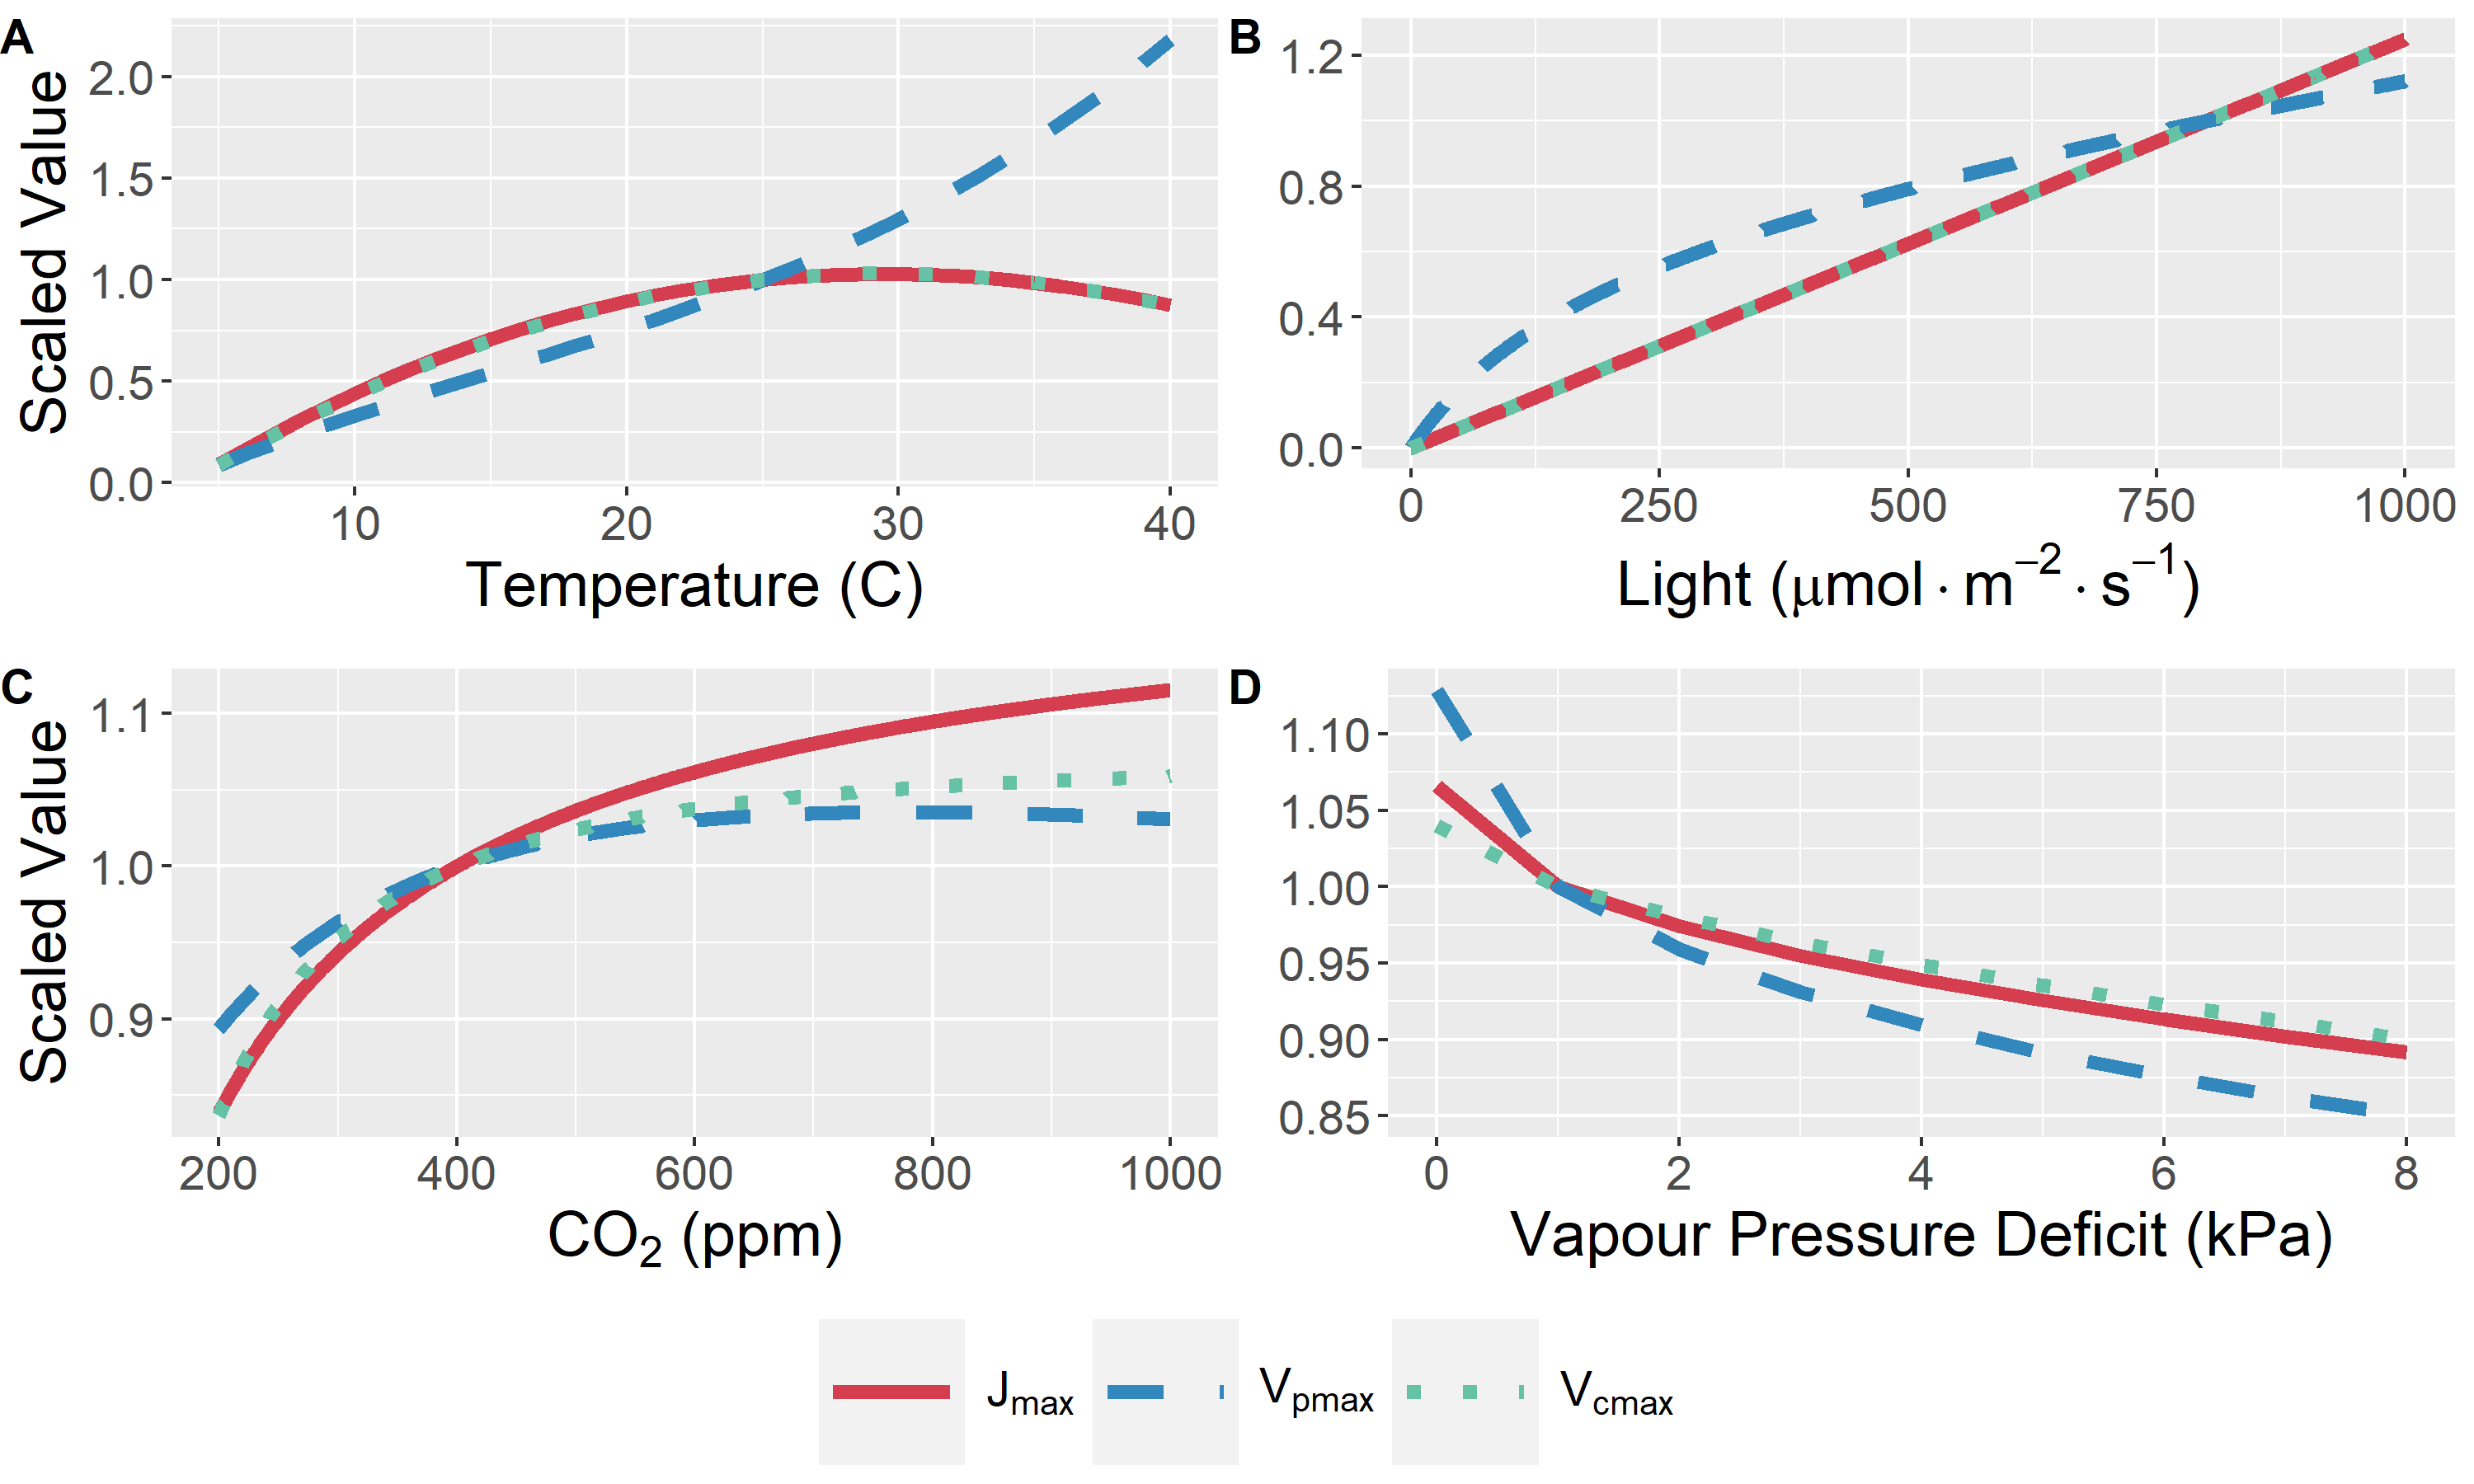 A
Scaled Value
2.0
1.5
1.0
0.5
0.0
10 20 30 40
Temperature (C)
B
1.2
0.8
0.4
0.0
0 250 500 750 1000
Light (μmol · m⁻² · s⁻¹)
C
Scaled Value
1.1
1.0
0.9
200 400 600 800 1000
CO₂ (ppm)
D
1.10
1.05
1.00
0.95
0.90
0.85
0 2 4 6 8
Vapour Pressure Deficit (kPa)
Jmax Vpmax Vcmax